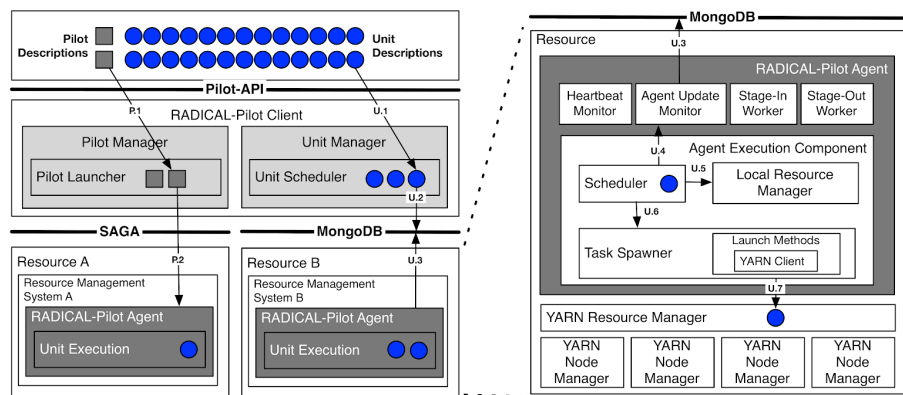 Pilot
Descriptions
Unit
Descriptions
Pilot-API
P.1
U.1
RADICAL-Pilot Client
Pilot Manager
Pilot Launcher
Unit Manager
Unit Scheduler
U.2
SAGA
MongoDB
P.2
U.3
Resource A
Resource Management
System A
RADICAL-Pilot Agent
Unit Execution
Resource B
Resource Management
System B
RADICAL-Pilot Agent
Unit Execution
MongoDB
Resource
U.3
RADICAL-Pilot Agent
Heartbeat
Monitor
Agent Update
Monitor
Stage-In
Worker
Stage-Out
Worker
U.4
Agent Execution Component
Scheduler
U.5
Local Resource
Manager
U.6
Task Spawner
Launch Methods
YARN Client
U.7
YARN Resource Manager
YARN
Node
Manager
YARN
Node
Manager
YARN
Node
Manager
YARN
Node
Manager